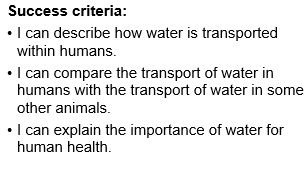 Success criteria:
• I can describe how water is transported
within humans.
• I can compare the transport of water in
humans with the transport of water in some
other animals.
• I can explain the importance of water for
human health.